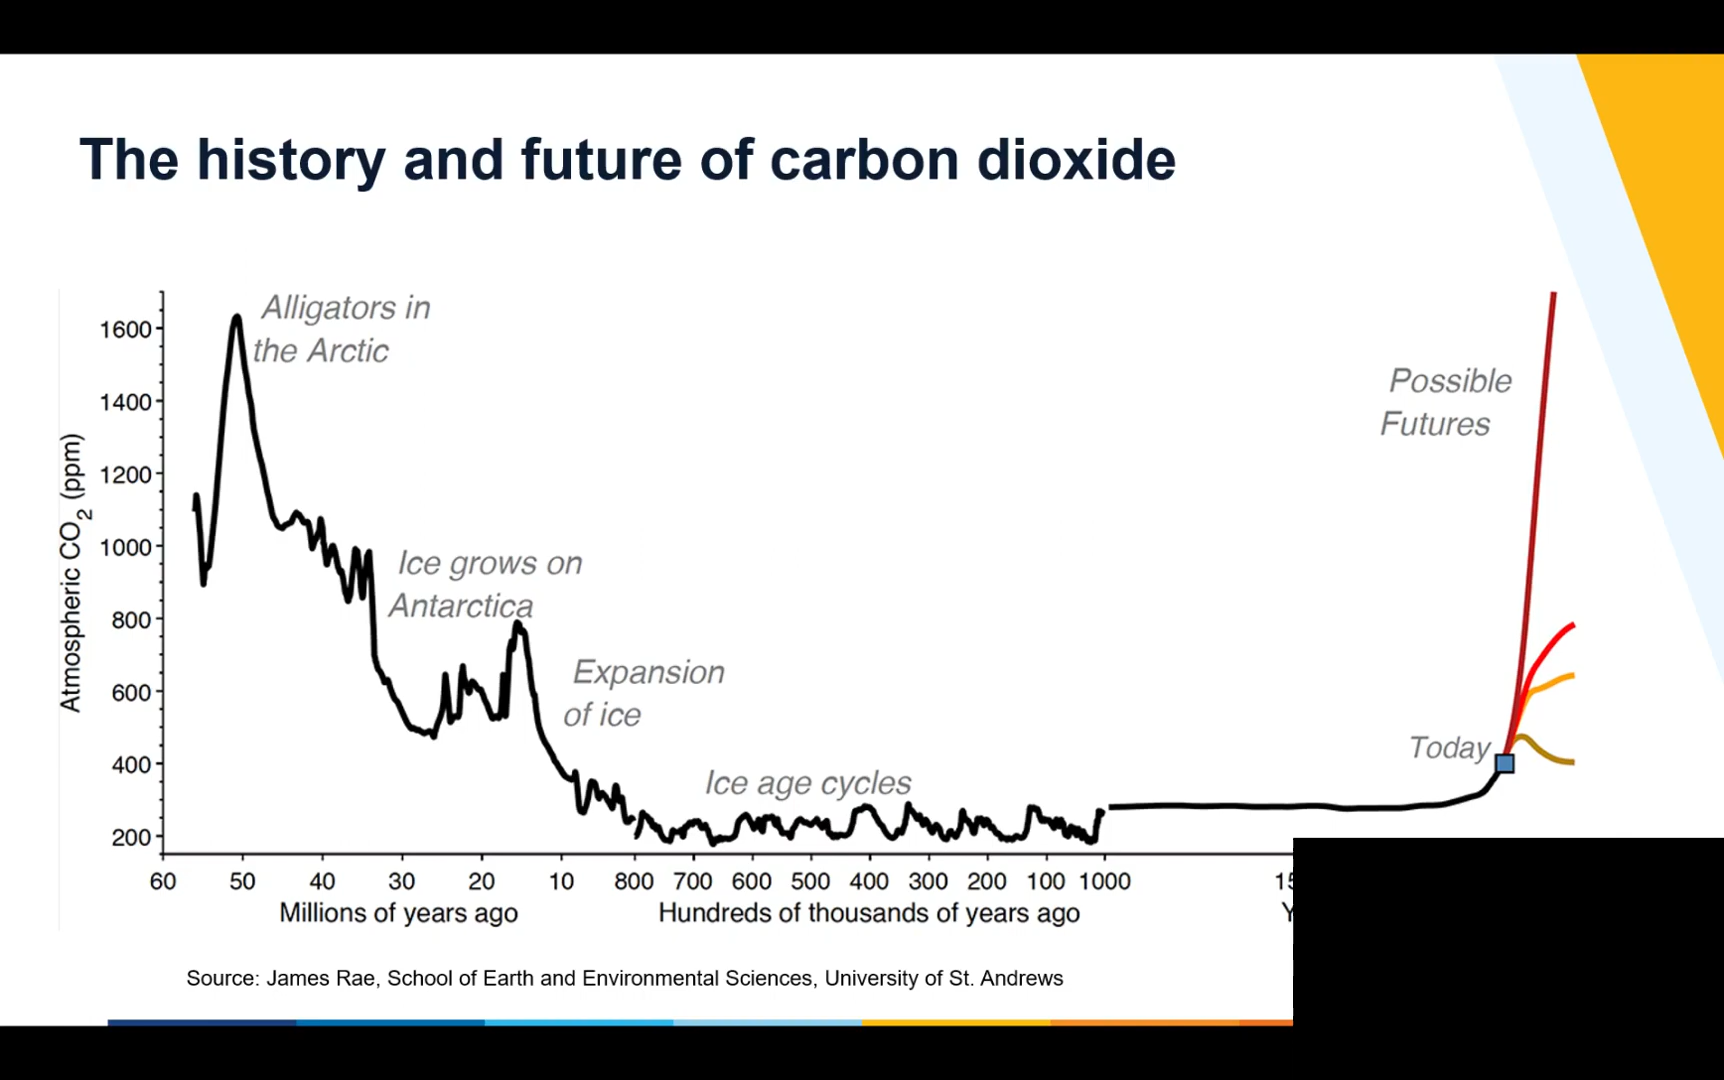 The history and future of carbon dioxide
Alligators in
the Arctic
Possible
Futures
Ice grows on
Antarctica
Expansion
of ice
Today
Ice age cycles
Atmospheric CO2 (ppm)
1600
1400
1200
1000
800
600
400
200
60 50 40 30 20 10 800 700 600 500 400 300 200 100 1000
Millions of years ago
Hundreds of thousands of years ago
Source: James Rae, School of Earth and Environmental Sciences, University of St. Andrews